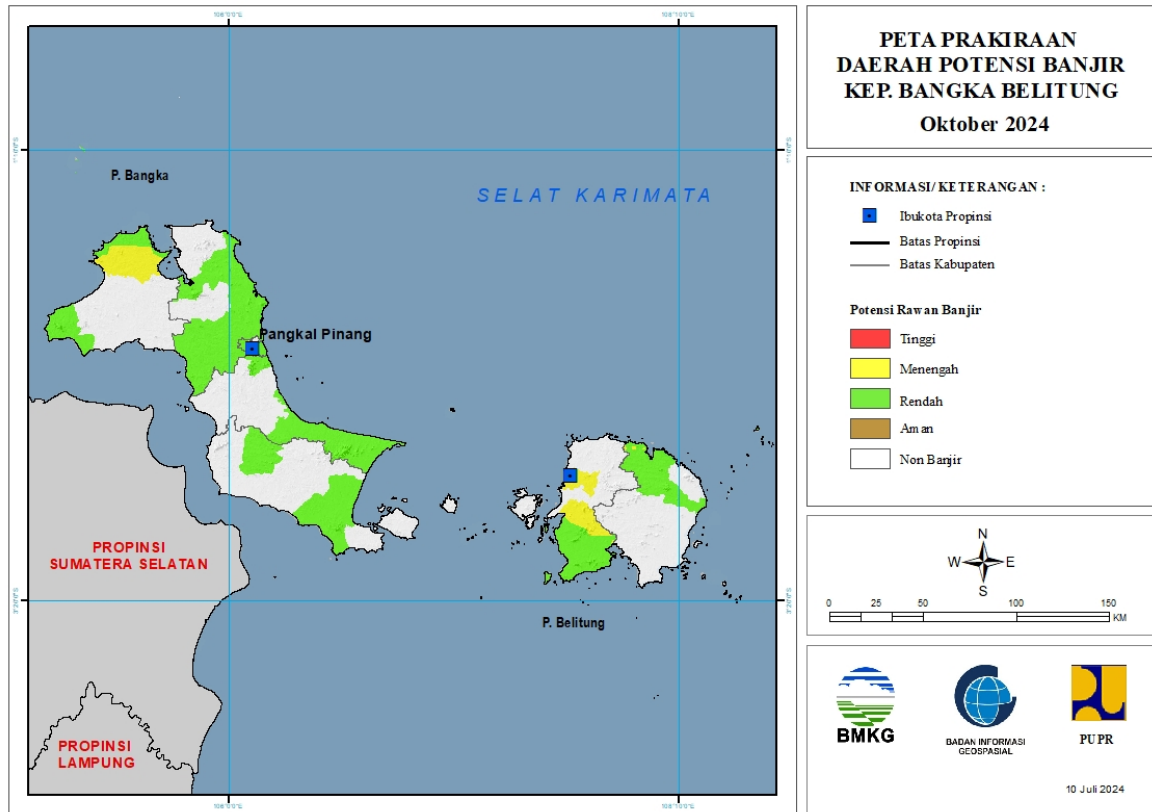 PETA PRAKIRAAN
DAERAH POTENSI BANJIR
KEP. BANGKA BELITUNG
Oktober 2024
P. Bangka
SELAT KARIMATA
Pangkal Pinang
PROPINSI
SUMATERA SELATAN
P. Belitung
PROPINSI
LAMPUNG
INFORMASI/ KETERANGAN :
Ibukota Propinsi
Batas Propinsi
Batas Kabupaten
Potensi Rawan Banjir
Tinggi
Menengah
Rendah
Aman
Non Banjir
N
W E
S
0 25 50 100 150
KM
BMKG
BADAN INFORMASI
GEOSPASIAL
PUPR
10 Juli 2024